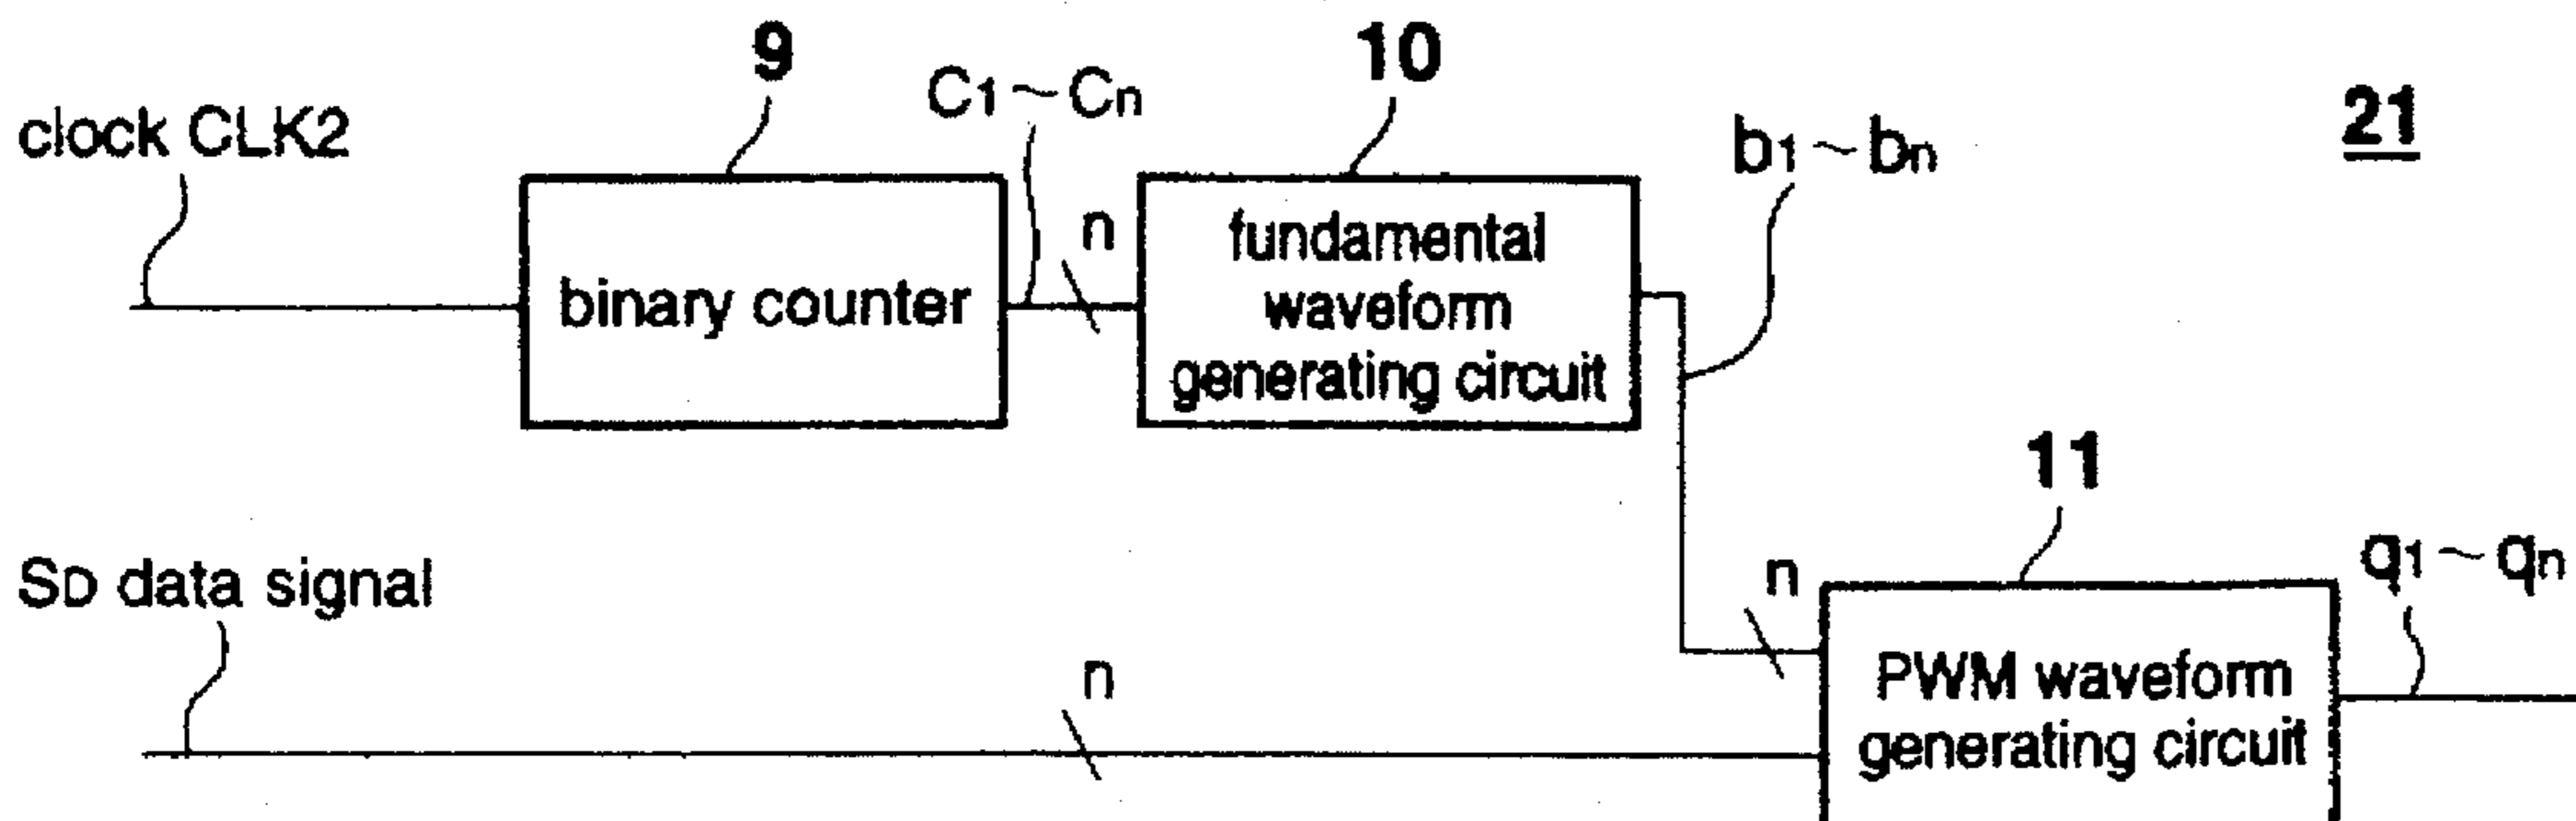 9
10
clock CLK2
C1~Cn
21
b1~bn
n
fundamental
waveform
generating circuit
binary counter
11
SD data signal
n
q1~qn
n
PWM waveform
generating circuit